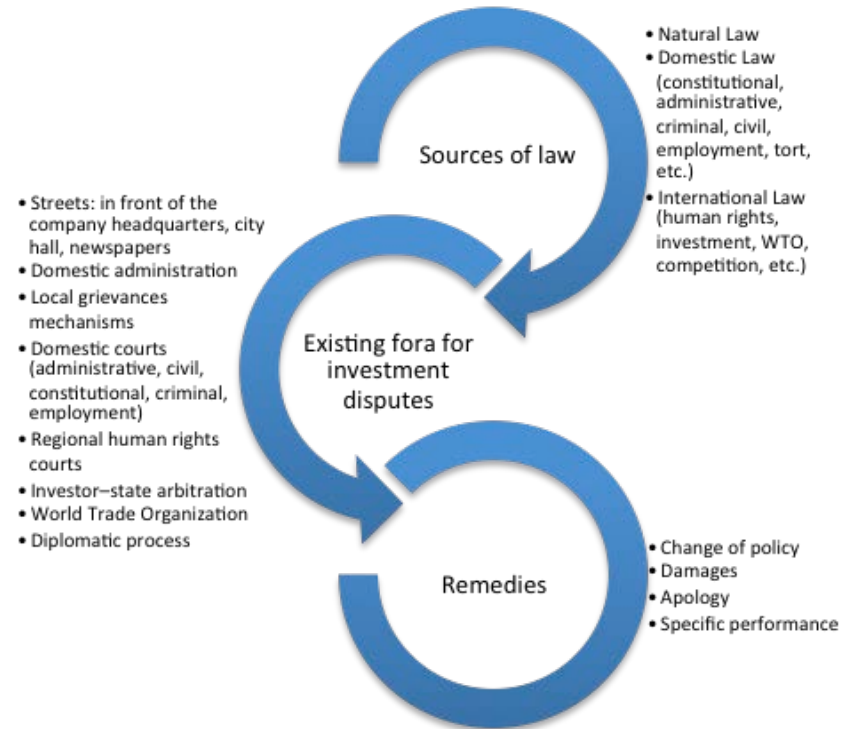 • Natural Law
• Domestic Law
(constitutional,
administrative,
criminal, civil,
employment, tort,
etc.)
• International Law
(human rights,
investment, WTO,
competition, etc.)
Sources of law
• Streets: in front of the
company headquarters, city
hall, newspapers
• Domestic administration
• Local grievances
mechanisms
• Domestic courts
(administrative, civil,
constitutional, criminal,
employment)
• Regional human rights
courts
• Investor–state arbitration
• World Trade Organization
• Diplomatic process
Existing fora for
investment
disputes
Remedies
• Change of policy
• Damages
• Apology
• Specific performance